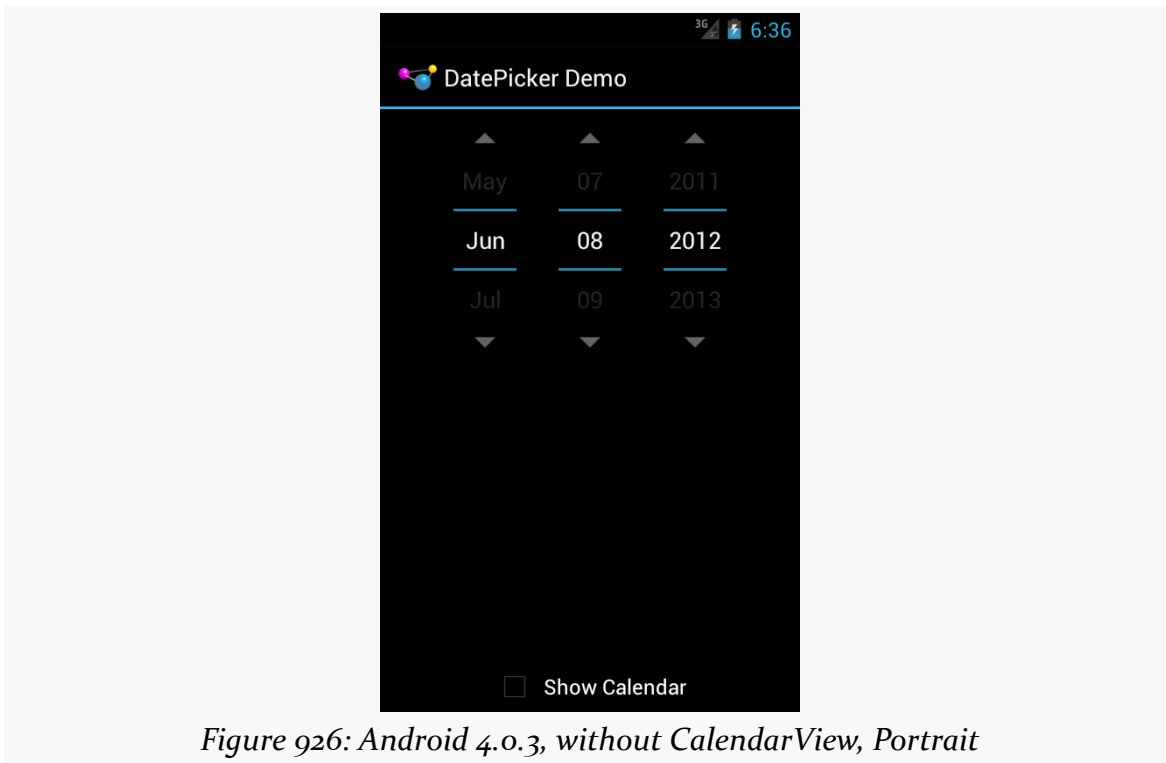 3G 6:36
DatePicker Demo
May 07 2011
Jun 08 2012
Jul 09 2013
Show Calendar
Figure 926: Android 4.0.3, without CalendarView, Portrait